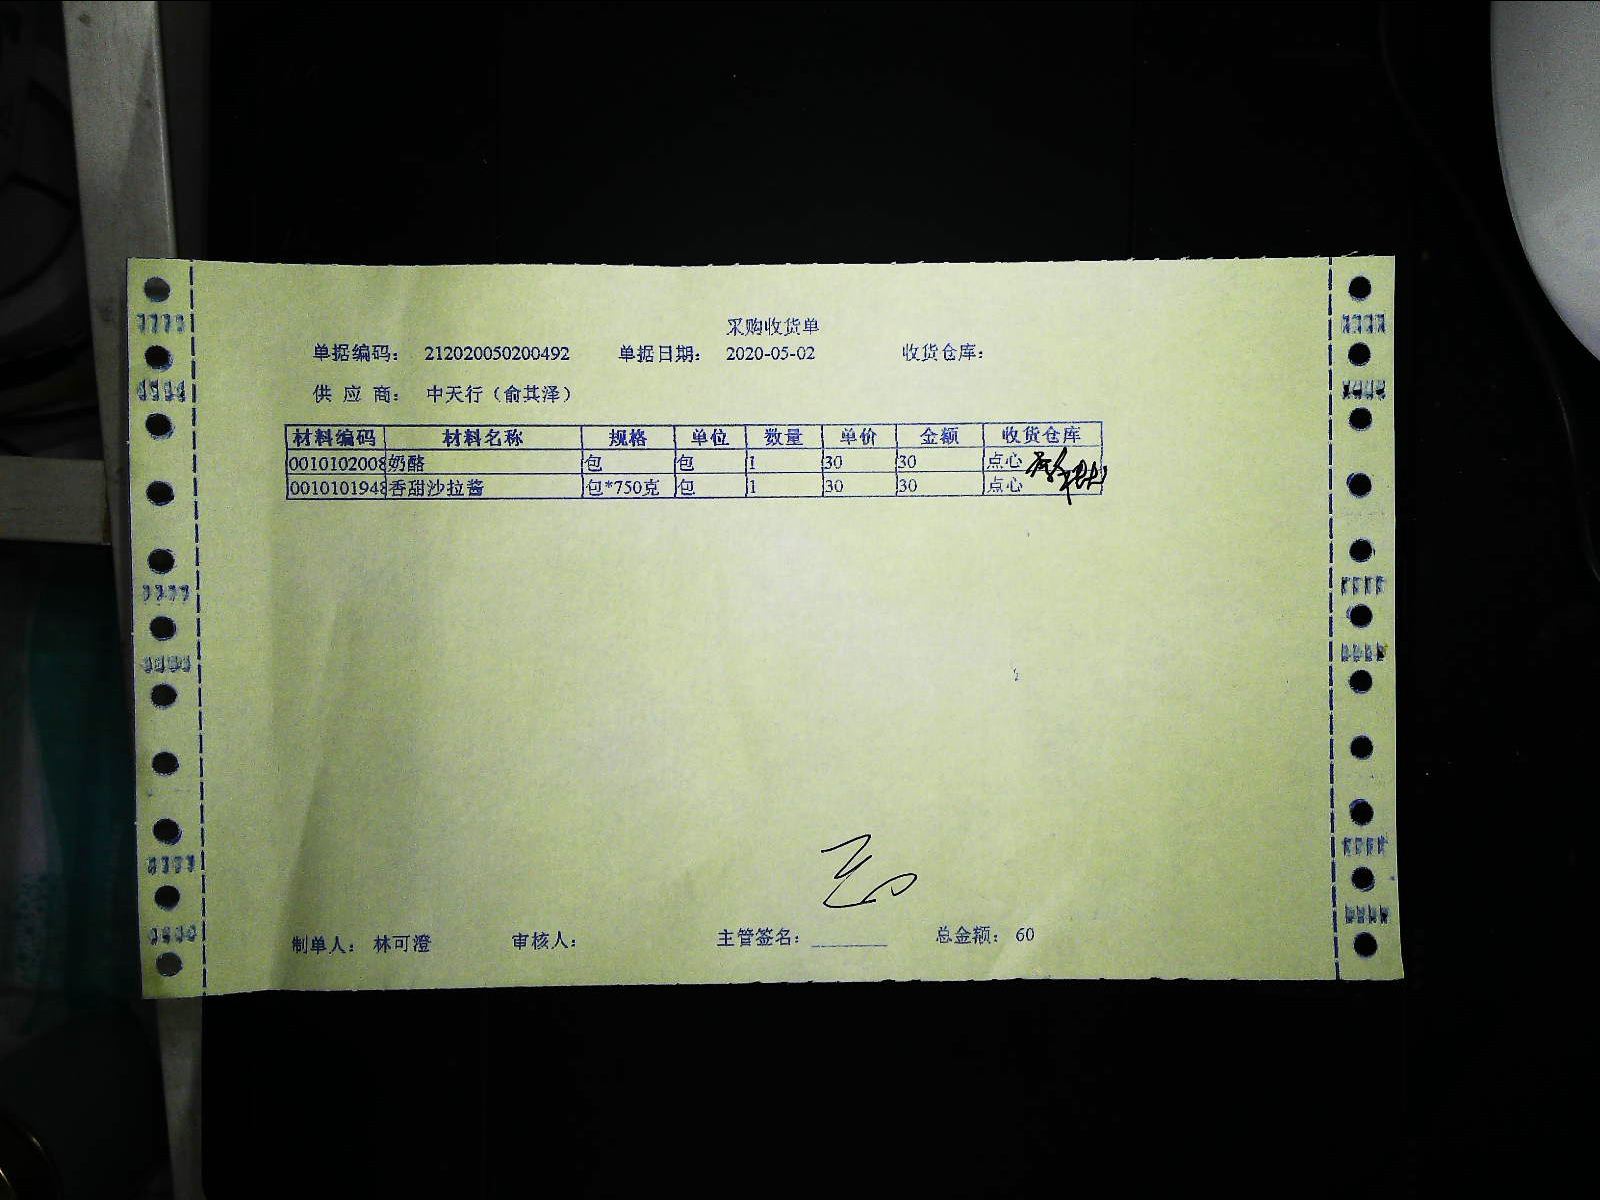 采购收货单
单据编码： 212020050200492 单据日期： 2020-05-02 收货仓库：
供 应 商： 中天行（俞其泽）
材料编码 材料名称 规格 单位 数量 单价 金额 收货仓库
0010102008 奶酪 包 包 1 30 30 点心
0010101948 香甜沙拉酱 包*750克 包 1 30 30 点心
制单人： 林可澄 审核人： 主管签名： 总金额： 60